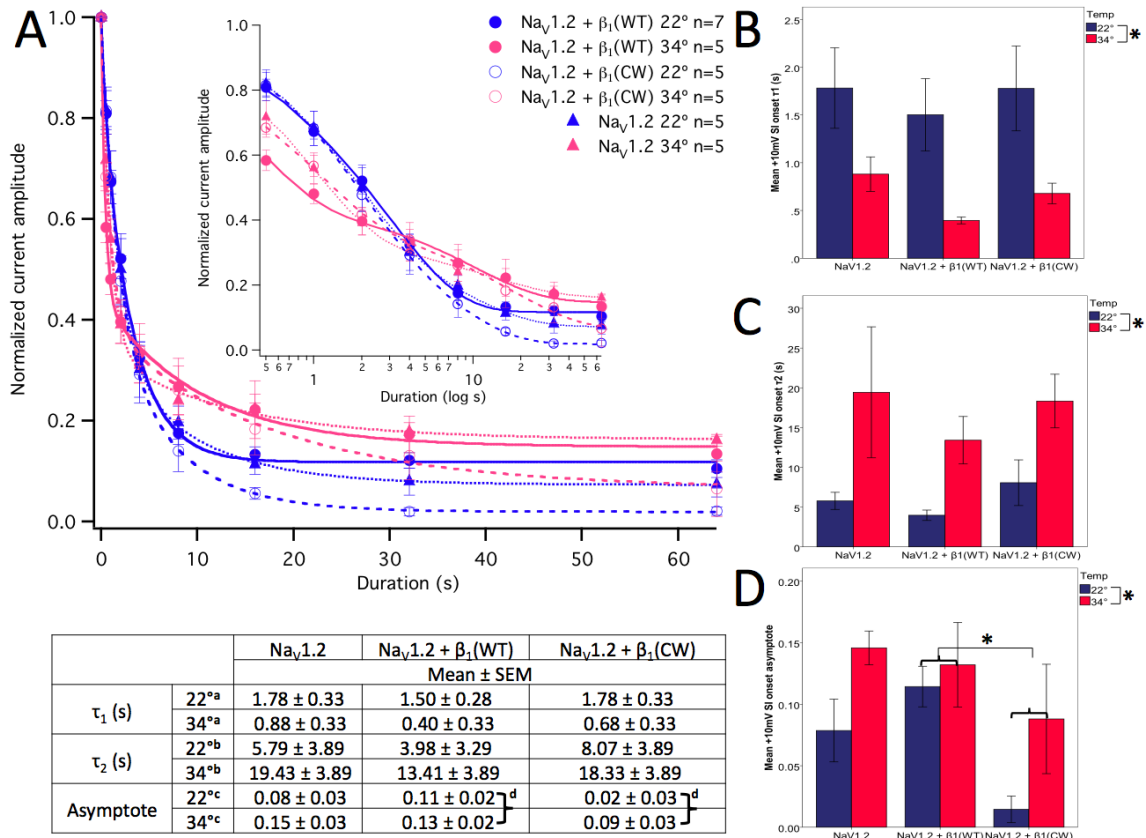 A
Normalized current amplitude
1.0
0.8
0.6
0.4
0.2
0.0
0
10
20
30
40
50
60
Duration (s)
Normalized current amplitude
1.0
0.8
0.6
0.4
0.2
0.0
5 6 7 1 2 3 4 5 6 7 10 2 3 4 5 6
Duration (log s)
NaV1.2 + β1(WT) 22º n=7
NaV1.2 + β1(WT) 34º n=5
NaV1.2 + β1(CW) 22º n=5
NaV1.2 + β1(CW) 34º n=5
NaV1.2 22º n=5
NaV1.2 34º n=5
B
Mean +10mV SI onset τ1 (s)
2.5
2.0
1.5
1.0
.5
.0
NaV1.2 NaV1.2 + β1(WT) NaV1.2 + β1(CW)
Temp
22°
34°
*
C
Mean +10mV SI onset τ2 (s)
30
25
20
15
10
5
0
NaV1.2 NaV1.2 + β1(WT) NaV1.2 + β1(CW)
Temp
22°
34°
*
D
Mean +10mV SI onset asymptote
0.20
0.15
0.10
0.05
0.00
*
NaV1.2 NaV1.2 + β1(WT) NaV1.2 + β1(CW)
Temp
22°
34°
*
NaV1.2 NaV1.2 + β1(WT) NaV1.2 + β1(CW)
Mean ± SEM
τ1 (s)
22°a 1.78 ± 0.33 1.50 ± 0.28 1.78 ± 0.33
34°a 0.88 ± 0.33 0.40 ± 0.33 0.68 ± 0.33
τ2 (s)
22°b 5.79 ± 3.89 3.98 ± 3.29 8.07 ± 3.89
34°b 19.43 ± 3.89 13.41 ± 3.89 18.33 ± 3.89
Asymptote
22°c 0.08 ± 0.03 0.11 ± 0.02 d 0.02 ± 0.03 d
34°c 0.15 ± 0.03 0.13 ± 0.02 0.09 ± 0.03